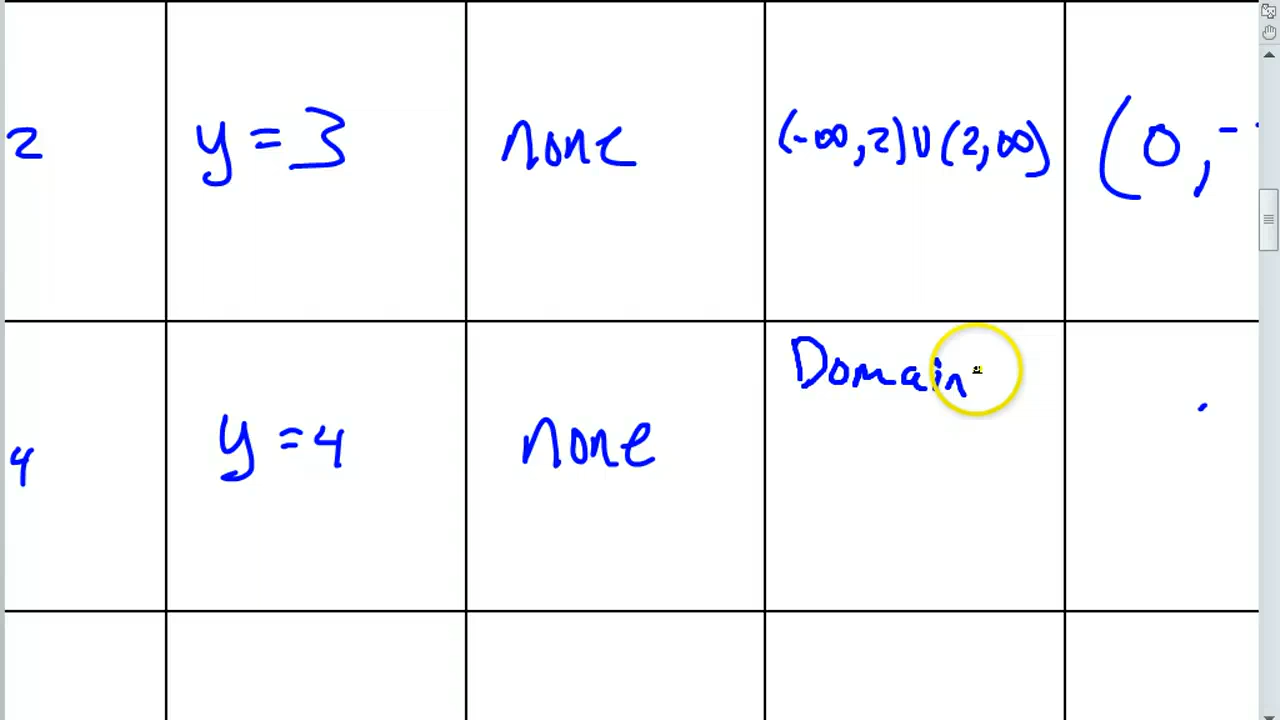 2
y = 3
none
(-∞, 2) ∪ (2, ∞)
(0, -
4
y = 4
none
Domain